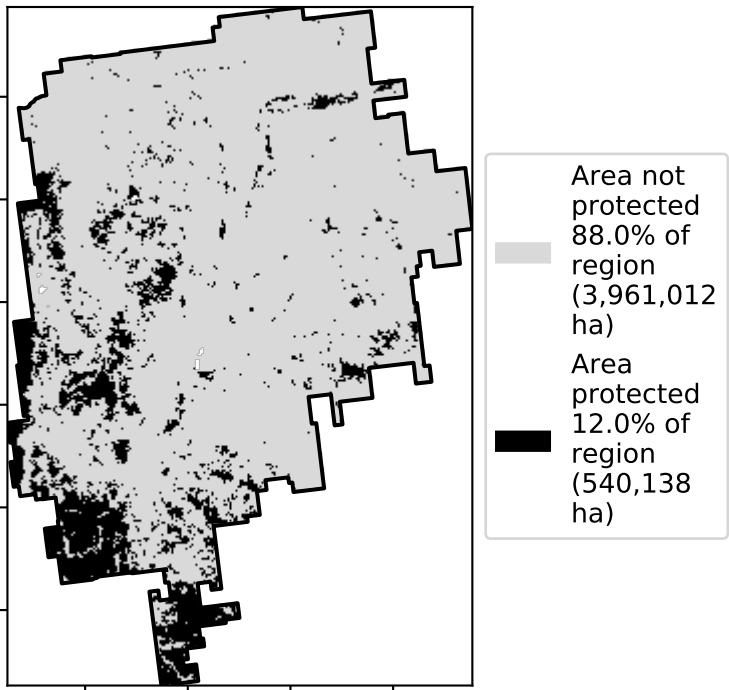 Area not
protected
88.0% of
region
(3,961,012
ha)
Area
protected
12.0% of
region
(540,138
ha)